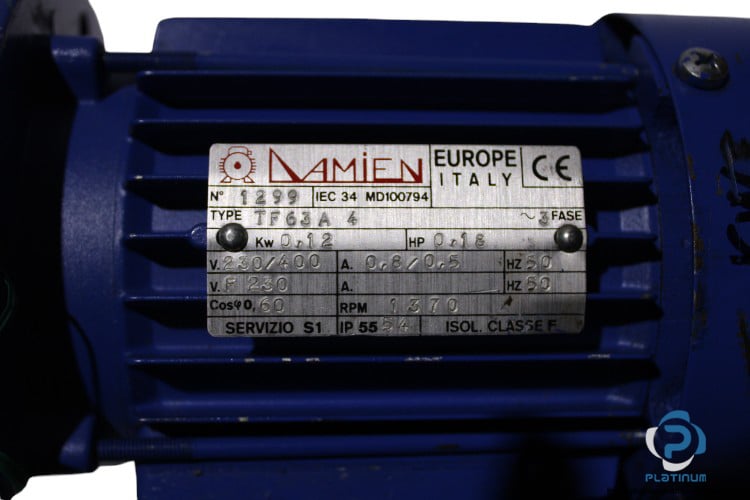 DAMIEN
EUROPE
ITALY
CE
N° 1299 IEC 34 MD100794
TYPE TF63A 4 ~ 3 FASE
KW 0,12 HP 0,18
V. 230/400 A. 0,8/0,5 HZ 50
V. F 230 A. HZ 50
Cosφ 0,60 RPM 1370
SERVIZIO S1 IP 55 54 ISOL. CLASSE F
PLATINUM